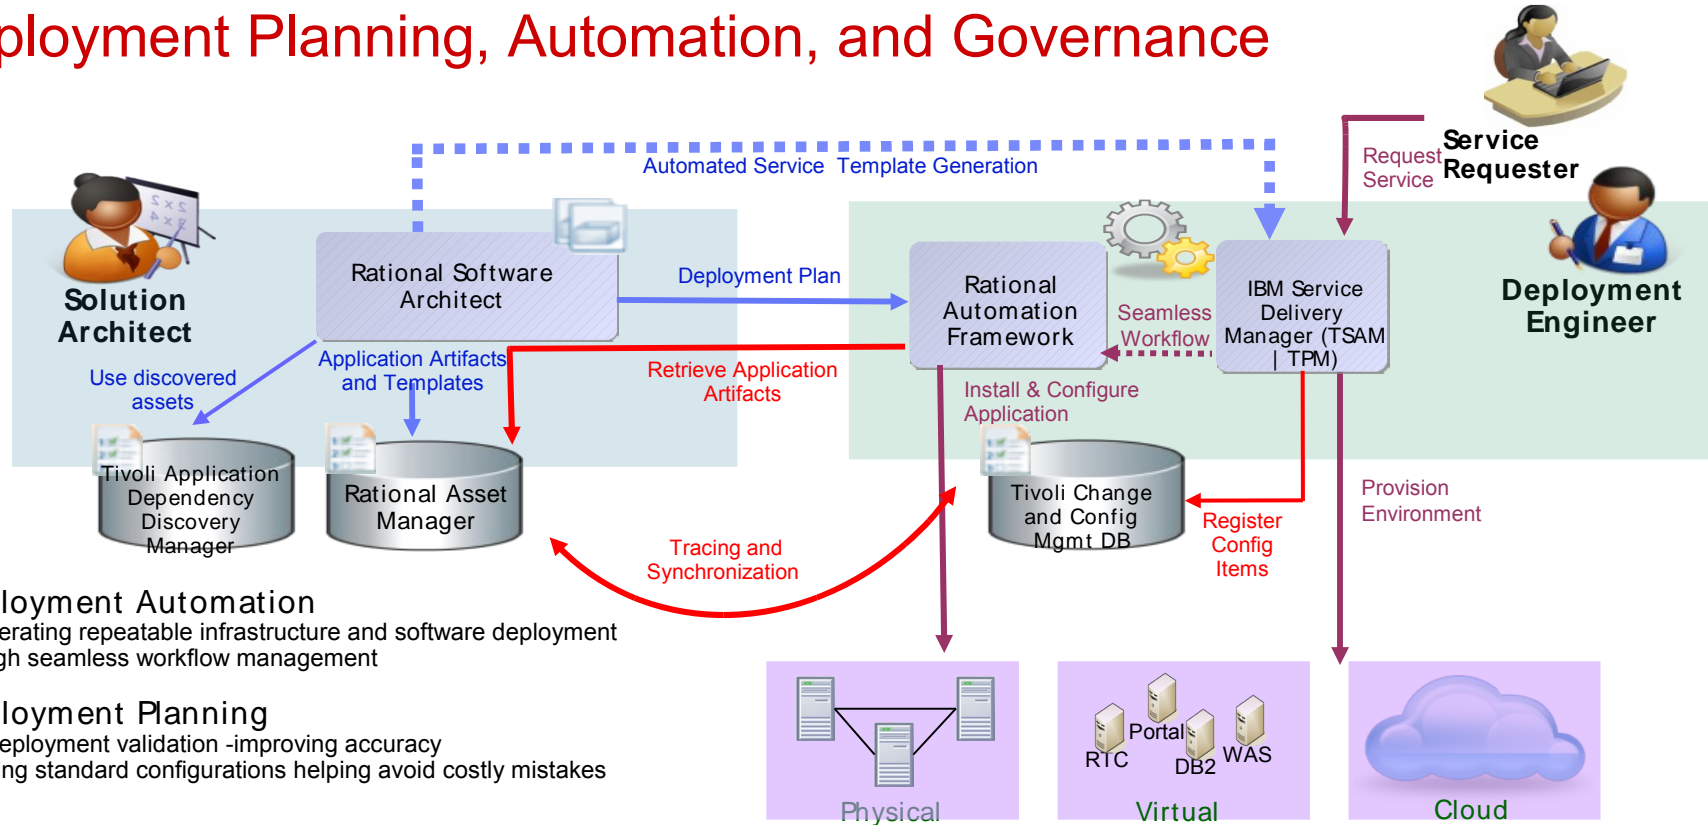 ployment Planning, Automation, and Governance
Service
Requester
Request
Service
Automated Service Template Generation
Solution
Architect
Rational Software
Architect
Deployment Plan
Rational
Automation
Framework
Seamless
Workflow
IBM Service
Delivery
Manager (TSAM
| TPM)
Deployment
Engineer
Use discovered
assets
Application Artifacts
and Templates
Retrieve Application
Artifacts
Install & Configure
Application
Tivoli Application
Dependency
Discovery
Manager
Rational Asset
Manager
Tivoli Change
and Config
Mgmt DB
Register
Config
Items
Provision
Environment
Tracing and
Synchronization
loyment Automation
erating repeatable infrastructure and software deployment
gh seamless workflow management
loyment Planning
eployment validation -improving accuracy
ng standard configurations helping avoid costly mistakes
Portal
RTC
DB2
WAS
Physical
Virtual
Cloud